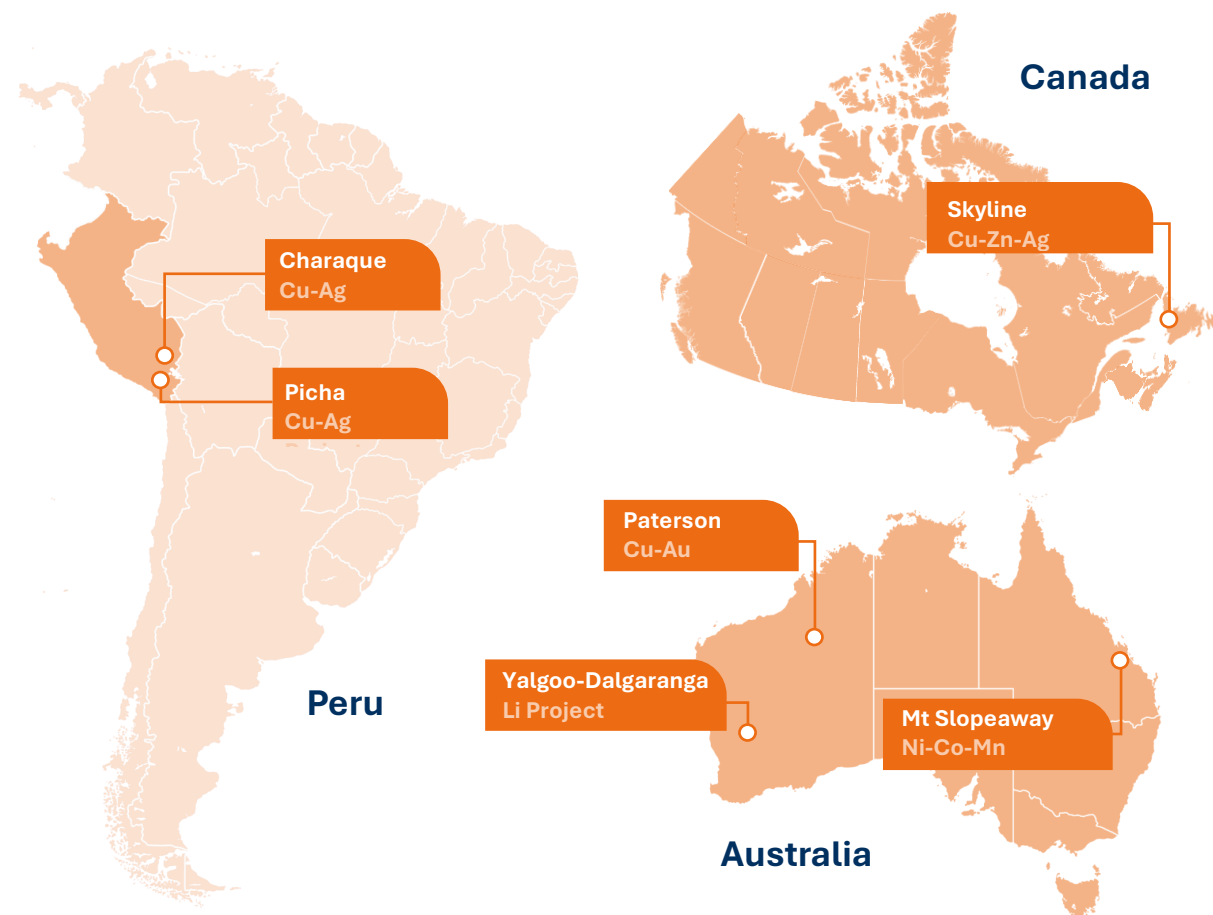 Canada
Skyline
Cu-Zn-Ag
Charaque
Cu-Ag
Picha
Cu-Ag
Peru
Paterson
Cu-Au
Yalgoo-Dalgaranga
Li Project
Mt Slopeaway
Ni-Co-Mn
Australia